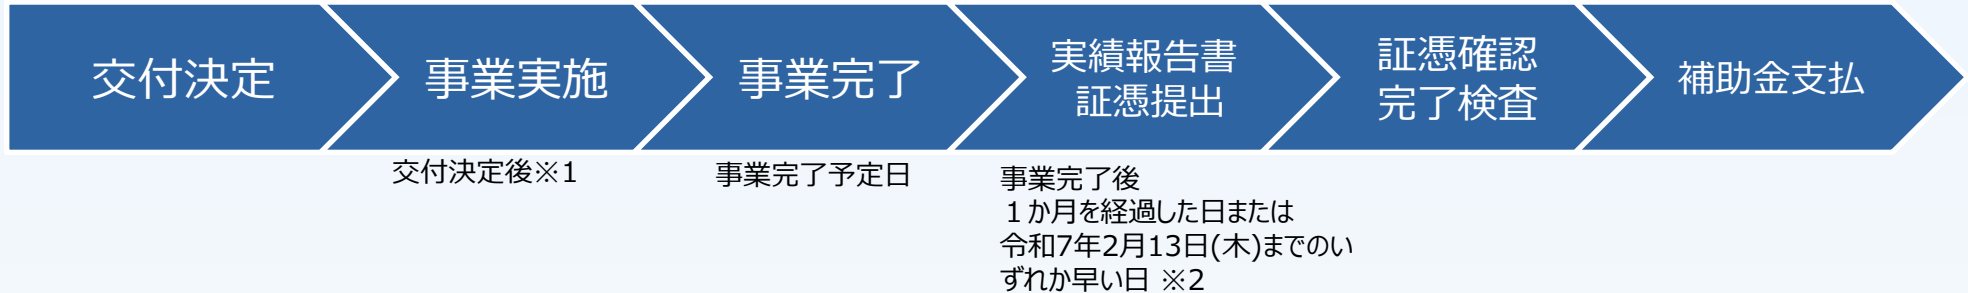 交付決定
事業実施
事業完了
実績報告書
証憑提出
証憑確認
完了検査
補助金支払
交付決定後※1
事業完了予定日
事業完了後
１か月を経過した日または
令和7年2月13日(木)までのい
ずれか早い日 ※2